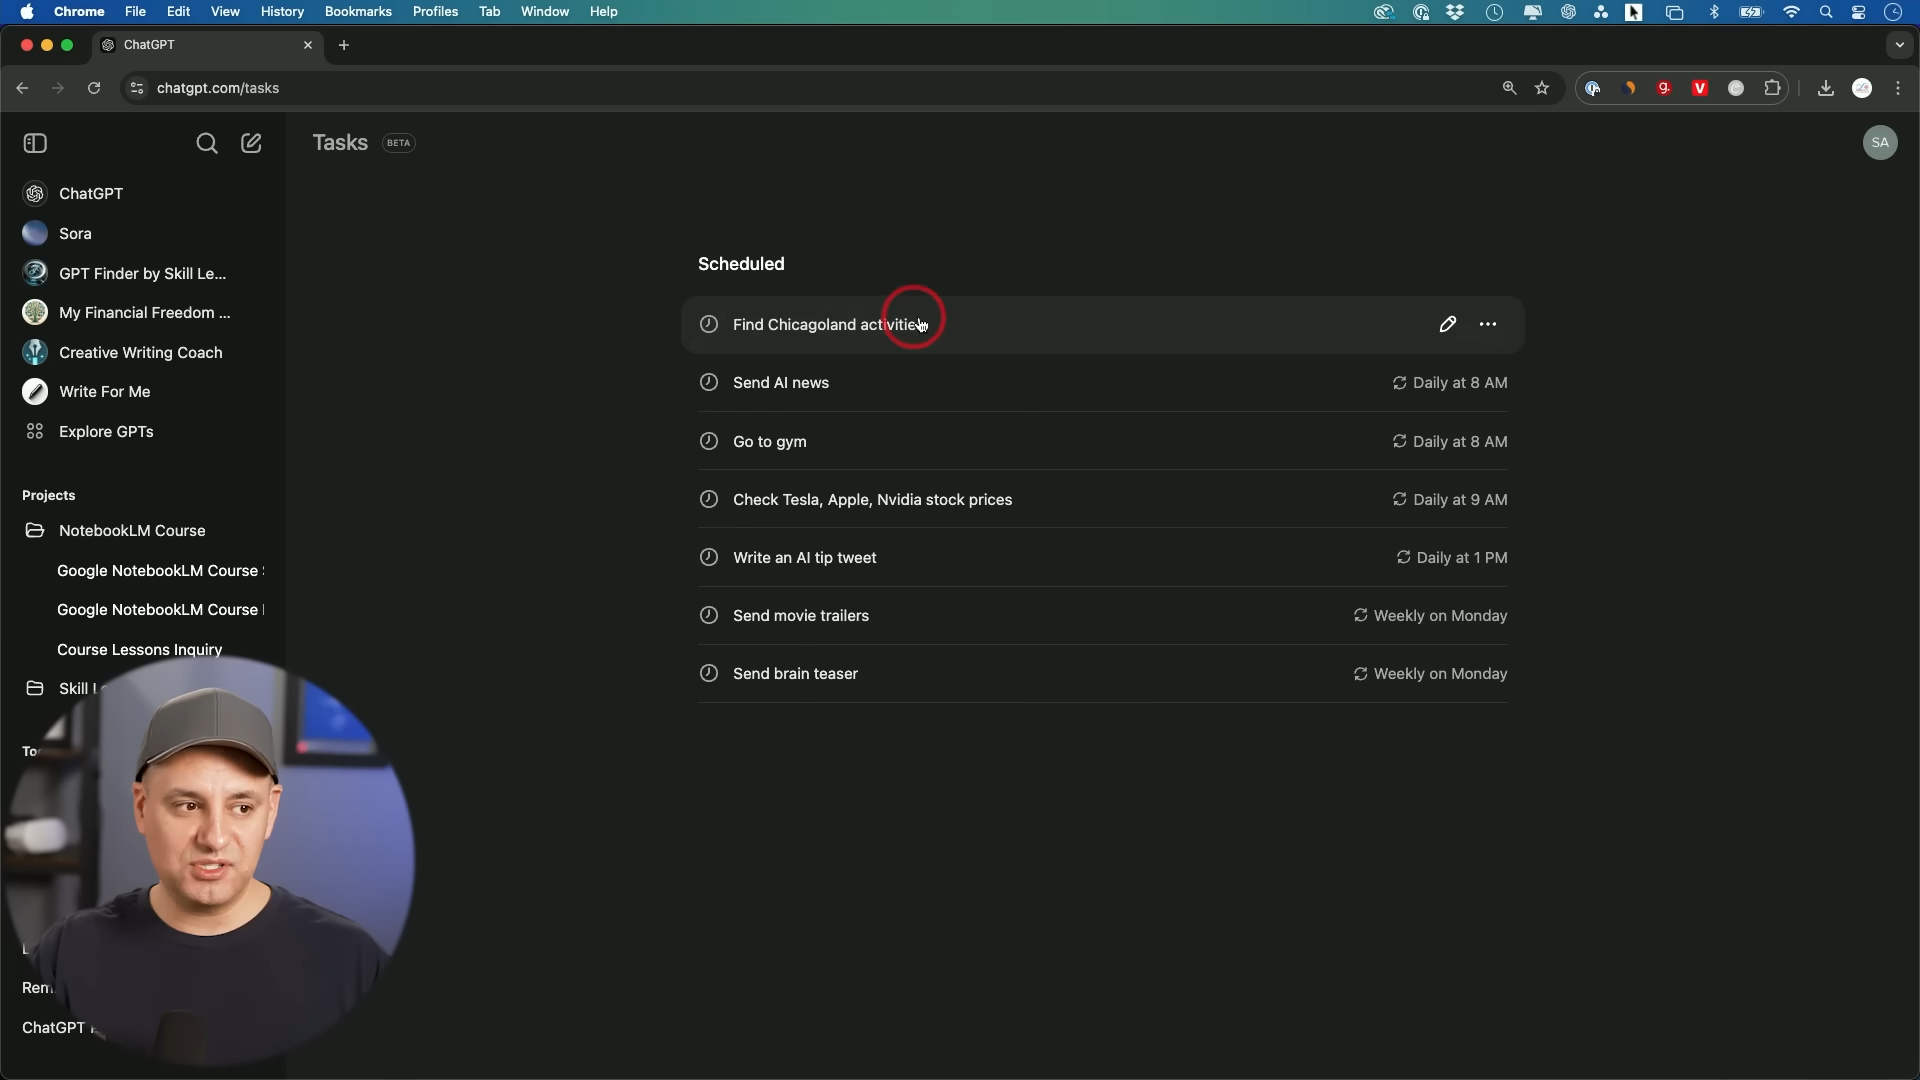 Chrome File Edit View History Bookmarks Profiles Tab Window Help
ChatGPT
chatgpt.com/tasks
Tasks BETA
SA
ChatGPT
Sora
GPT Finder by Skill Le...
My Financial Freedom ...
Creative Writing Coach
Write For Me
Explore GPTs
Projects
NotebookLM Course
Google NotebookLM Course
Google NotebookLM Course
Course Lessons Inquiry
Skill
ChatGPT
Scheduled
Find Chicagoland activities
Send AI news Daily at 8 AM
Go to gym Daily at 8 AM
Check Tesla, Apple, Nvidia stock prices Daily at 9 AM
Write an AI tip tweet Daily at 1 PM
Send movie trailers Weekly on Monday
Send brain teaser Weekly on Monday